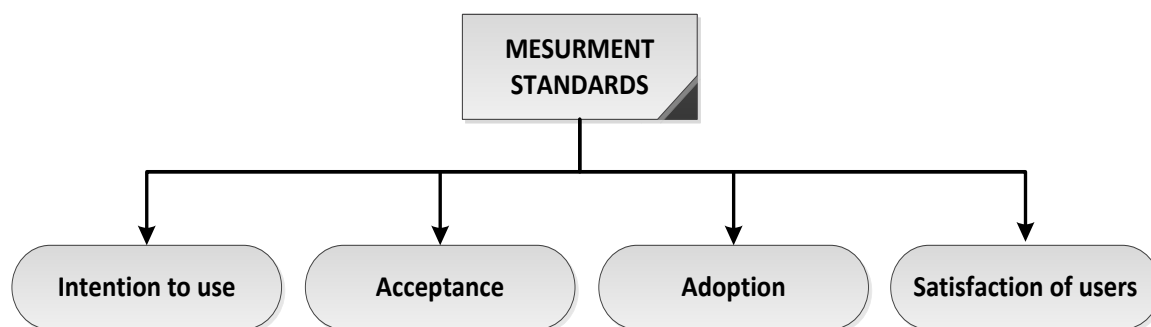 MESURMENT
STANDARDS
Intention to use
Acceptance
Adoption
Satisfaction of users